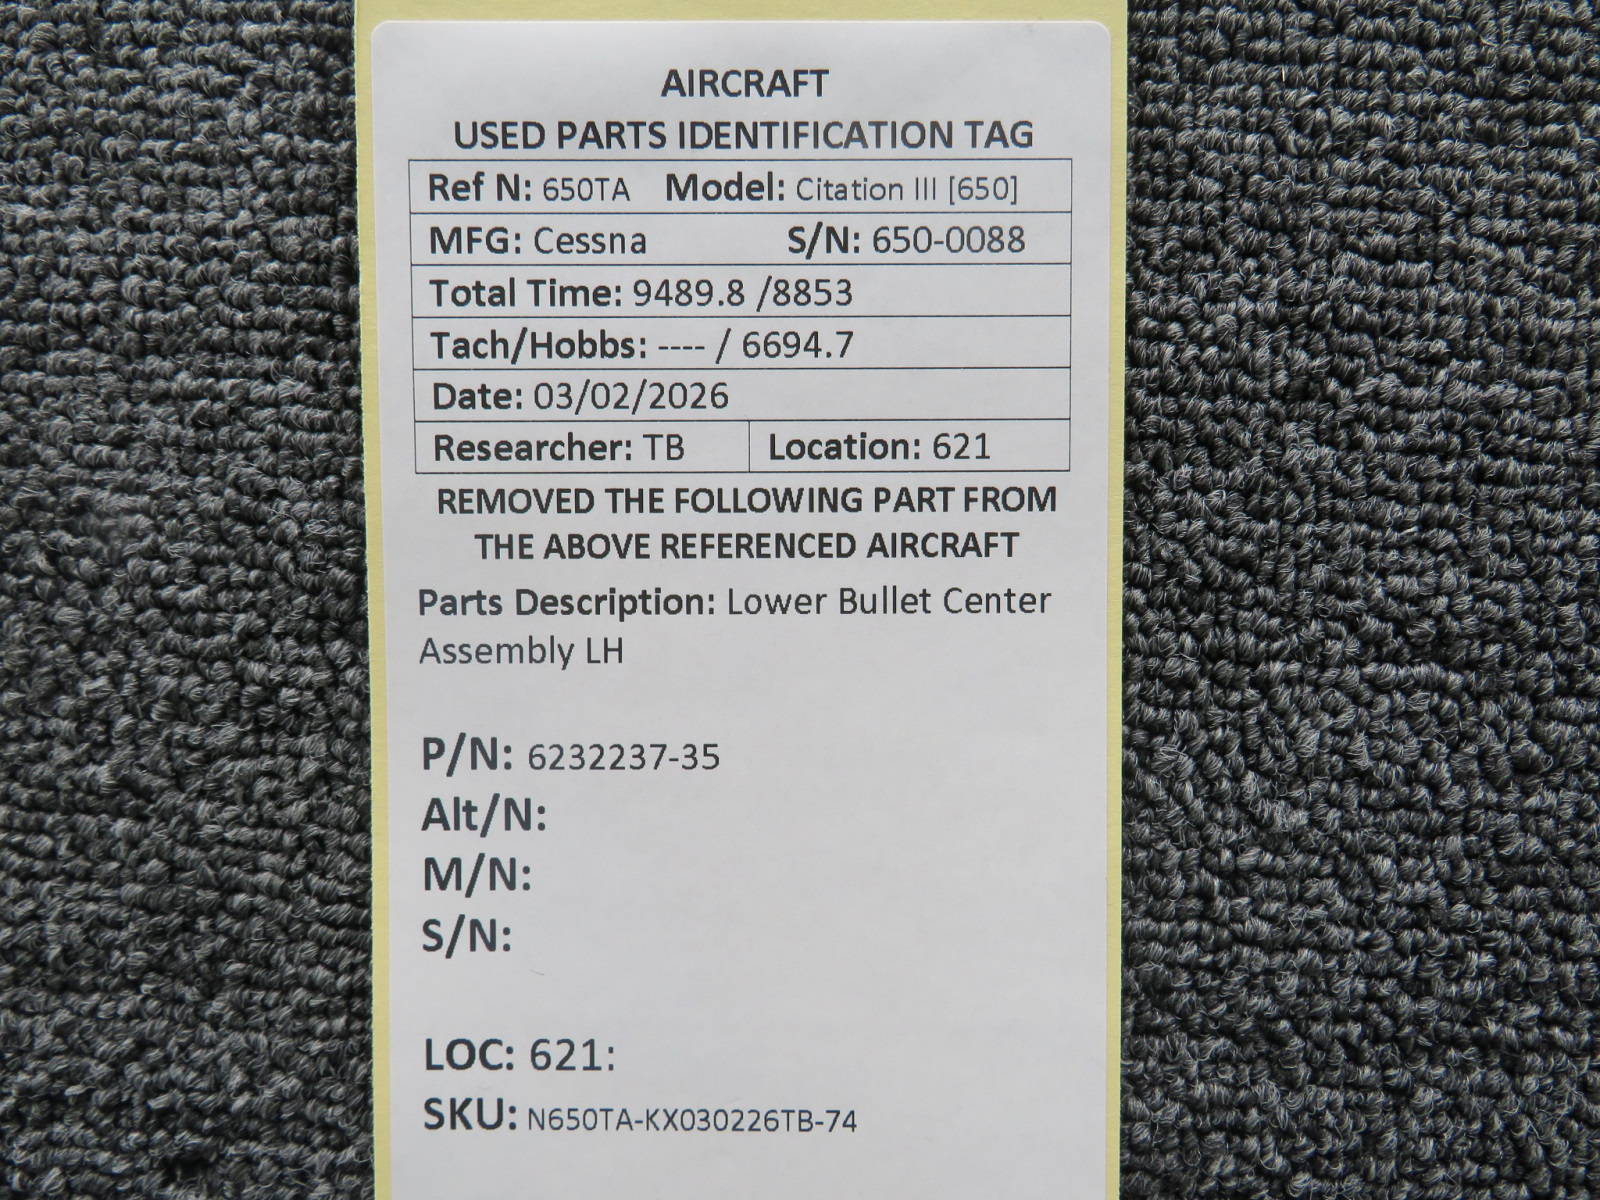 AIRCRAFT
USED PARTS IDENTIFICATION TAG
Ref N: 650TA Model: Citation III [650]
MFG: Cessna S/N: 650-0088
Total Time: 9489.8 /8853
Tach/Hobbs: ---- / 6694.7
Date: 03/02/2026
Researcher: TB Location: 621
REMOVED THE FOLLOWING PART FROM
THE ABOVE REFERENCED AIRCRAFT
Parts Description: Lower Bullet Center
Assembly LH
P/N: 6232237-35
Alt/N:
M/N:
S/N:
LOC: 621:
SKU: N650TA-KX030226TB-74